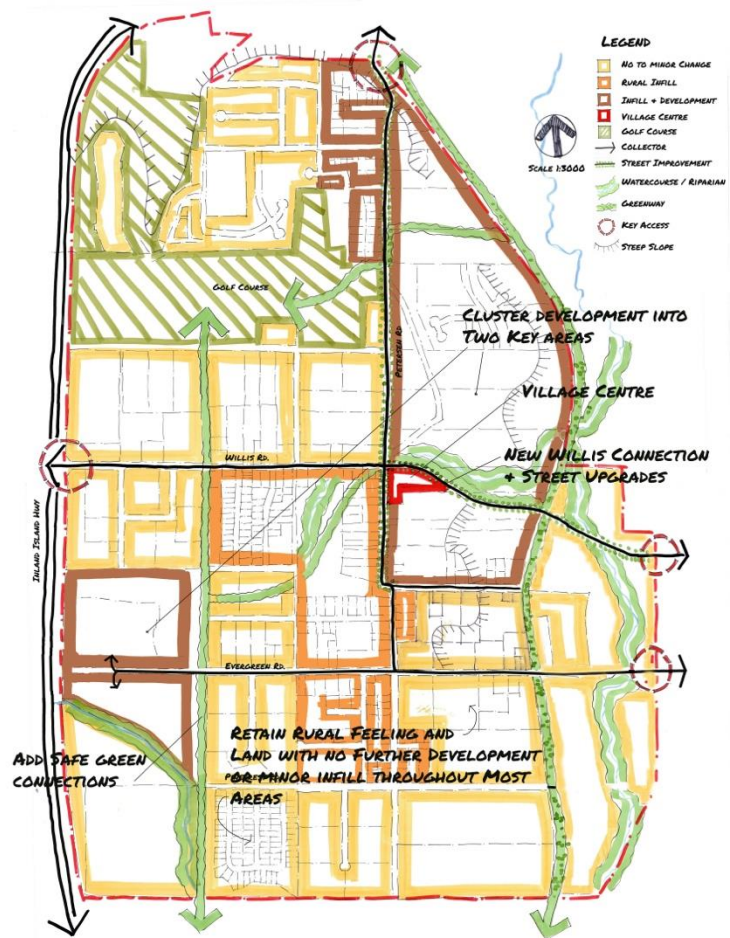 LEGEND
NO TO MINOR CHANGE
RURAL INFILL
INFILL + DEVELOPMENT
VILLAGE CENTRE
GOLF COURSE
COLLECTOR
STREET IMPROVEMENT
WATERCOURSE / RIPARIAN
GREENWAY
KEY ACCESS
STEEP SLOPE
SCALE 1:3000
GOLF COURSE
CLUSTER DEVELOPMENT INTO
TWO KEY AREAS
PETERSEN RD
VILLAGE CENTRE
NEW WILLIS CONNECTION
+ STREET UPGRADES
WILLIS RD.
INLAND ISLAND HWY
EVERGREEN RD.
RETAIN RURAL FEELING AND
LAND WITH NO FURTHER DEVELOPMENT
OR MINOR INFILL THROUGHOUT MOST
AREAS
ADD SAFE GREEN
CONNECTIONS